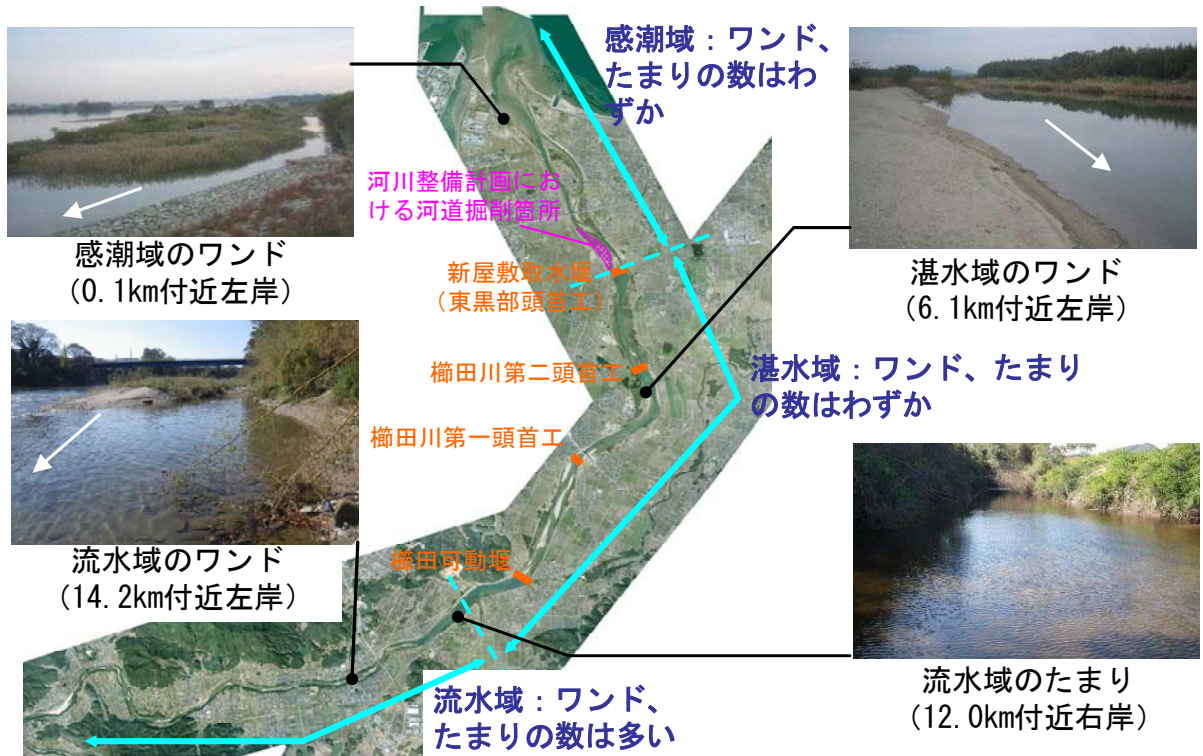 感潮域：ワンド、
たまりの数はわ
ずか
河川整備計画にお
ける河道掘削箇所
感潮域のワンド
（0.1km付近左岸）
新屋敷取水堰
（東黒部頭首工）
湛水域のワンド
（6.1km付近左岸）
櫛田川第二頭首工
湛水域：ワンド、たまり
の数はわずか
櫛田川第一頭首工
流水域のワンド
（14.2km付近左岸）
櫛田可動堰
流水域：ワンド、
たまりの数は多い
流水域のたまり
（12.0km付近右岸）